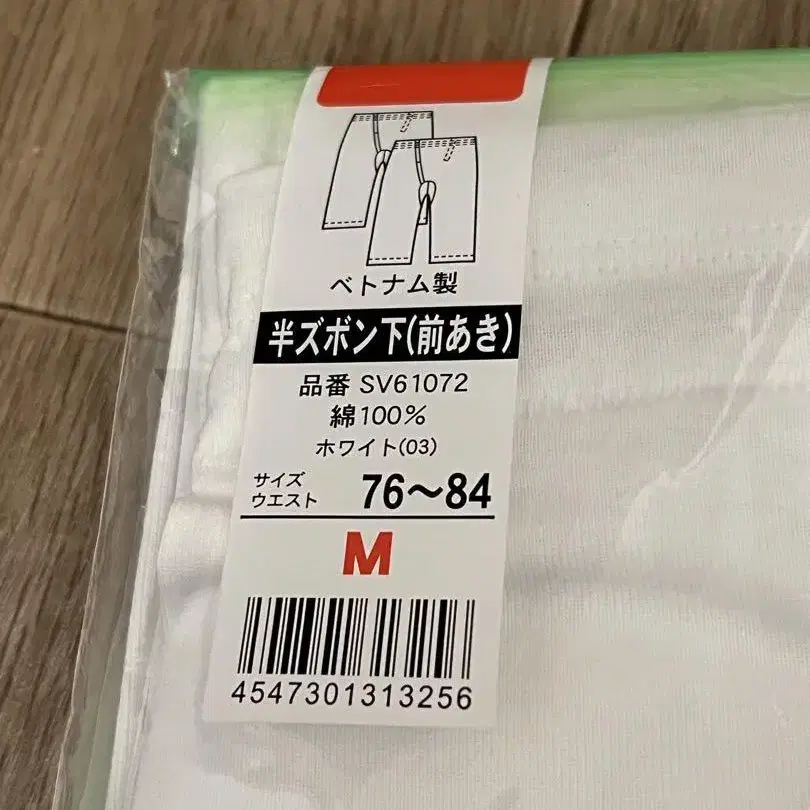 ベトナム製
半ズボン下(前あき)
品番 SV61072
綿100%
ホワイト(03)
サイズ
ウエスト 76〜84
M
4547301313256